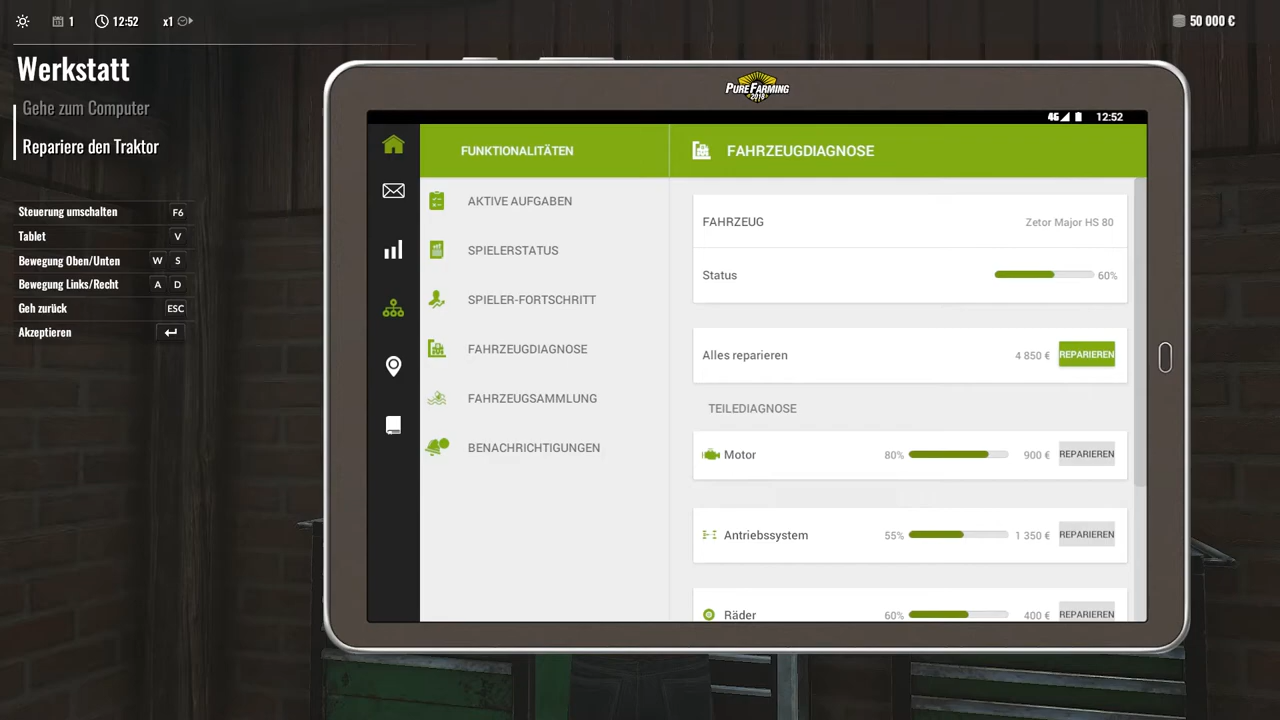 1 12:52 x1 50 000 €
Werkstatt
Gehe zum Computer
Repariere den Traktor
Steuerung umschalten F6
Tablet V
Bewegung Oben/Unten W S
Bewegung Links/Recht A D
Geh zurück ESC
Akzeptieren
PURE FARMING
2018
4G 12:52
FUNKTIONALITÄTEN
AKTIVE AUFGABEN
SPIELERSTATUS
SPIELER-FORTSCHRITT
FAHRZEUGDIAGNOSE
FAHRZEUGSAMMLUNG
BENACHRICHTIGUNGEN
FAHRZEUGDIAGNOSE
FAHRZEUG Zetor Major HS 80
Status 60%
Alles reparieren 4 850 € REPARIEREN
TEILEDIAGNOSE
Motor 80% 900 € REPARIEREN
Antriebssystem 55% 1 350 € REPARIEREN
Räder 60% 400 € REPARIEREN